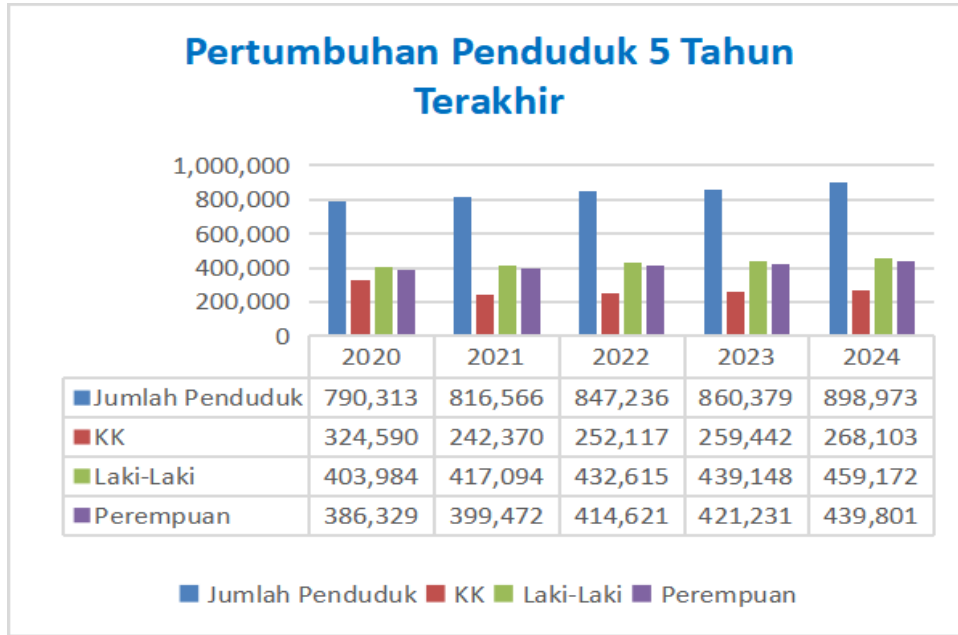 Pertumbuhan Penduduk 5 Tahun
Terakhir
1,000,000
800,000
600,000
400,000
200,000
0
2020 2021 2022 2023 2024
Jumlah Penduduk 790,313 816,566 847,236 860,379 898,973
KK 324,590 242,370 252,117 259,442 268,103
Laki-Laki 403,984 417,094 432,615 439,148 459,172
Perempuan 386,329 399,472 414,621 421,231 439,801
Jumlah Penduduk KK Laki-Laki Perempuan